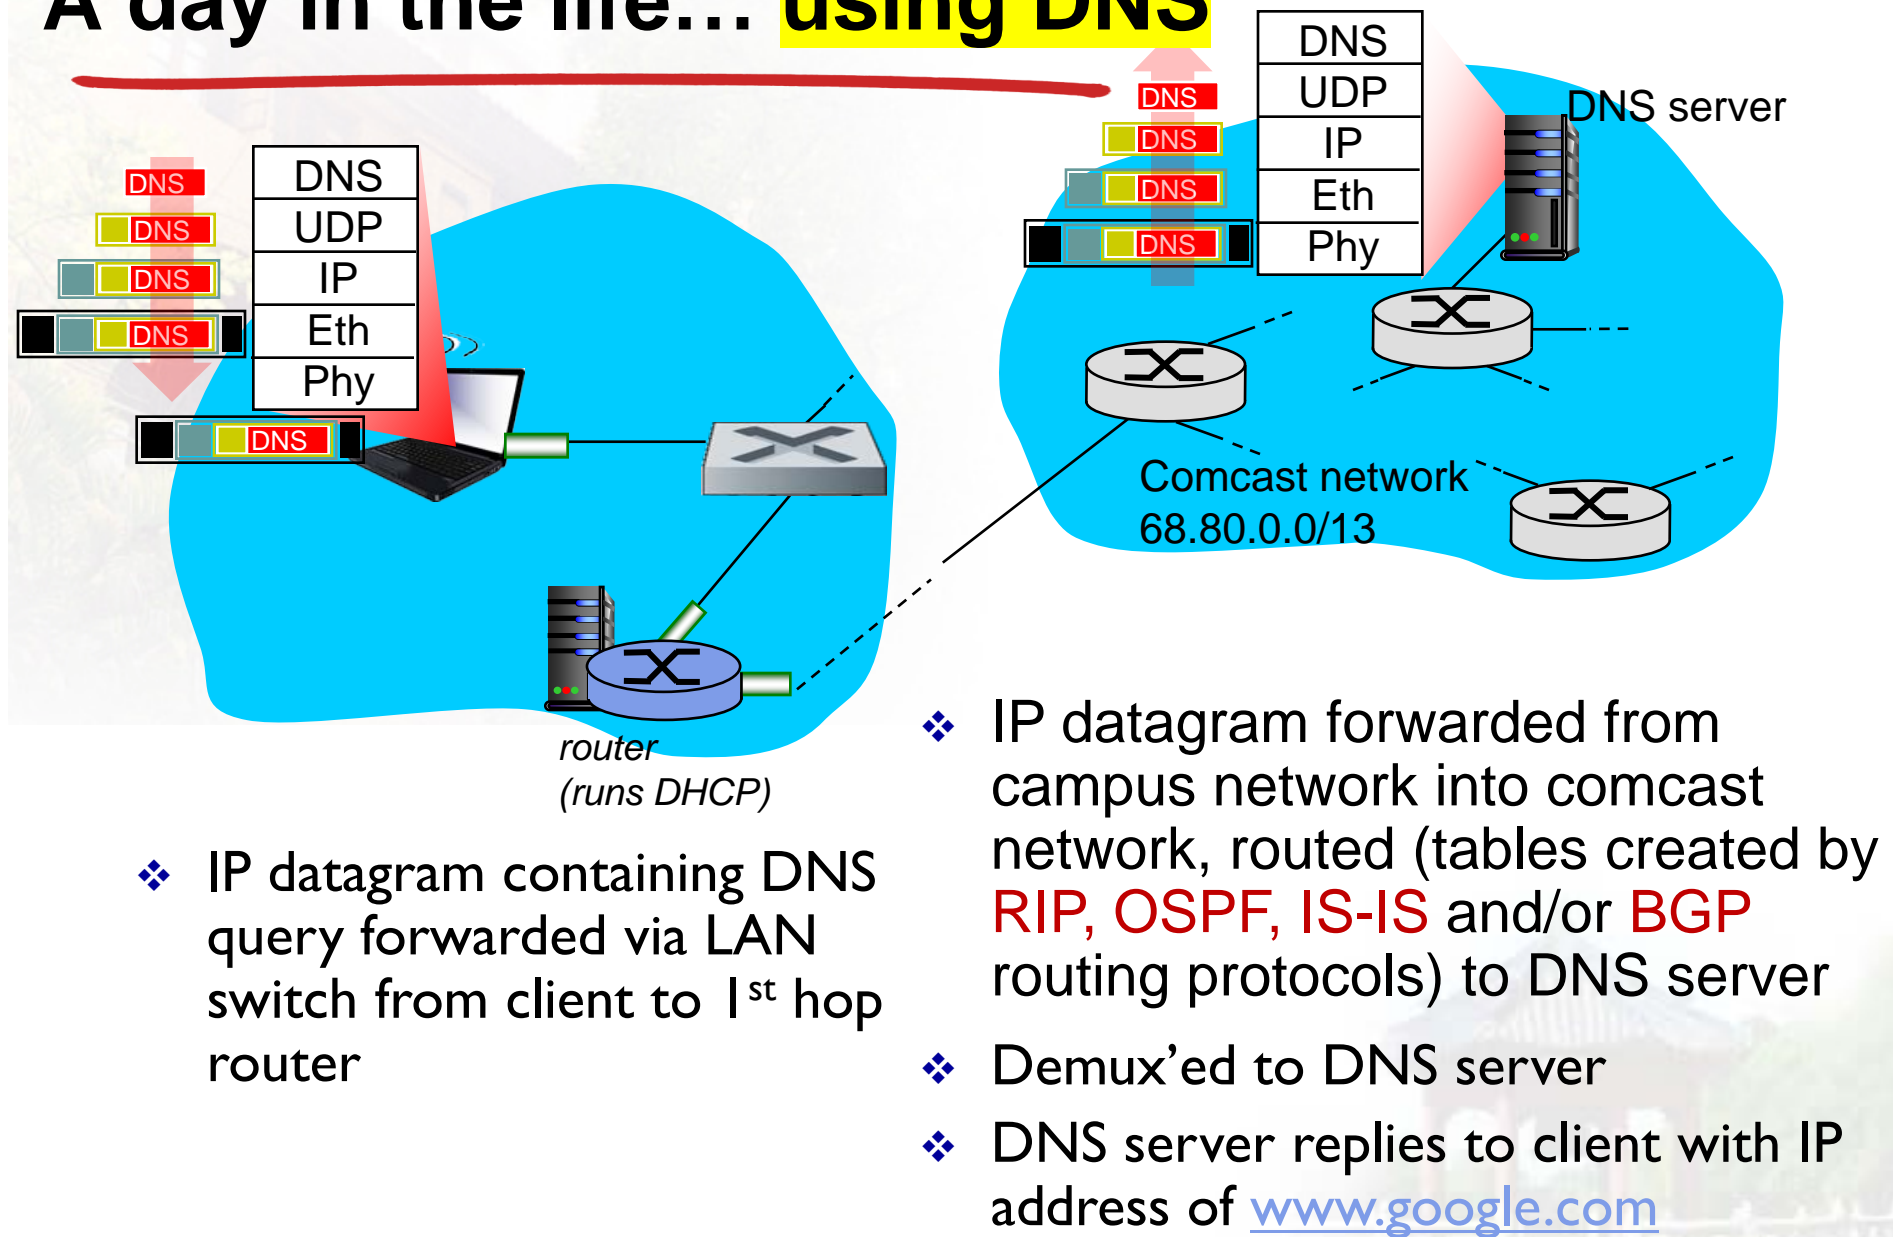 A day in the life… using DNS
DNS
DNS
DNS
DNS
DNS
DNS
UDP
IP
Eth
Phy
DNS
DNS
DNS
DNS
DNS
UDP
IP
Eth
Phy
DNS server
Comcast network
68.80.0.0/13
router
(runs DHCP)
❖ IP datagram containing DNS
query forwarded via LAN
switch from client to 1st hop
router
❖ IP datagram forwarded from
campus network into comcast
network, routed (tables created by
RIP, OSPF, IS-IS and/or BGP
routing protocols) to DNS server
❖ Demux’ed to DNS server
❖ DNS server replies to client with IP
address of www.google.com